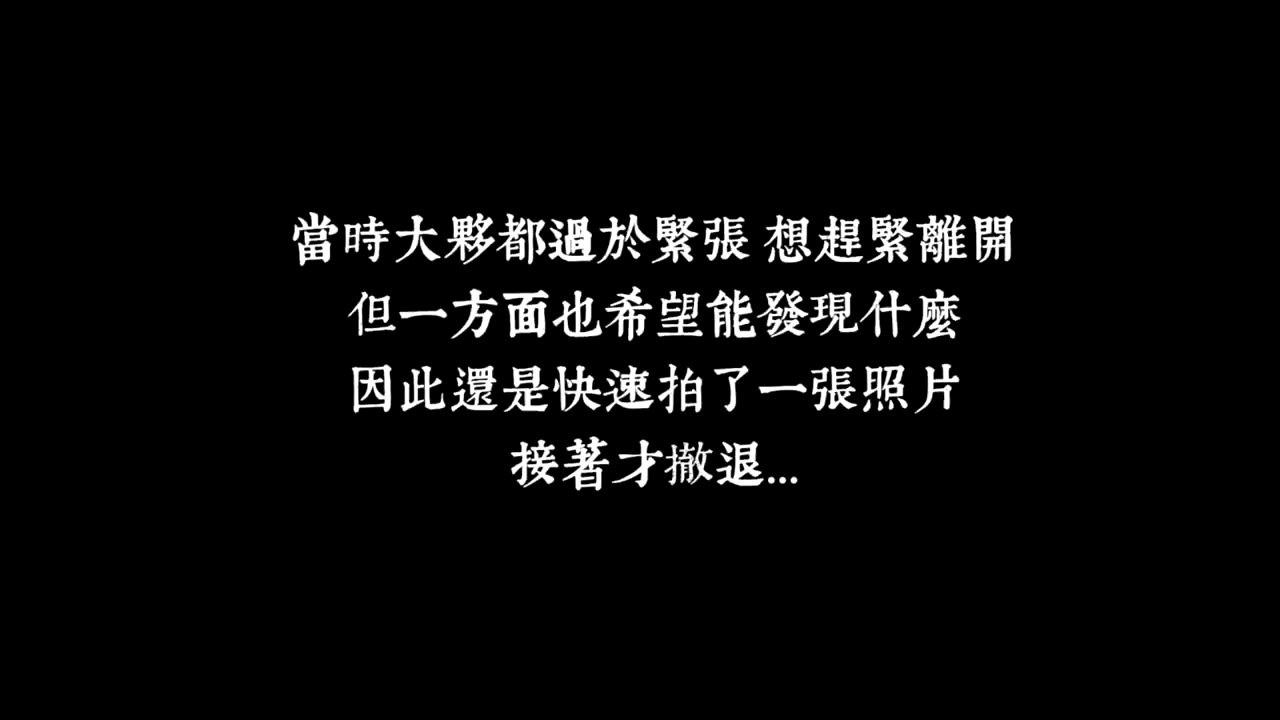 當時大夥都過於緊張 想趕緊離開
但一方面也希望能發現什麼
因此還是快速拍了一張照片
接著才撤退...